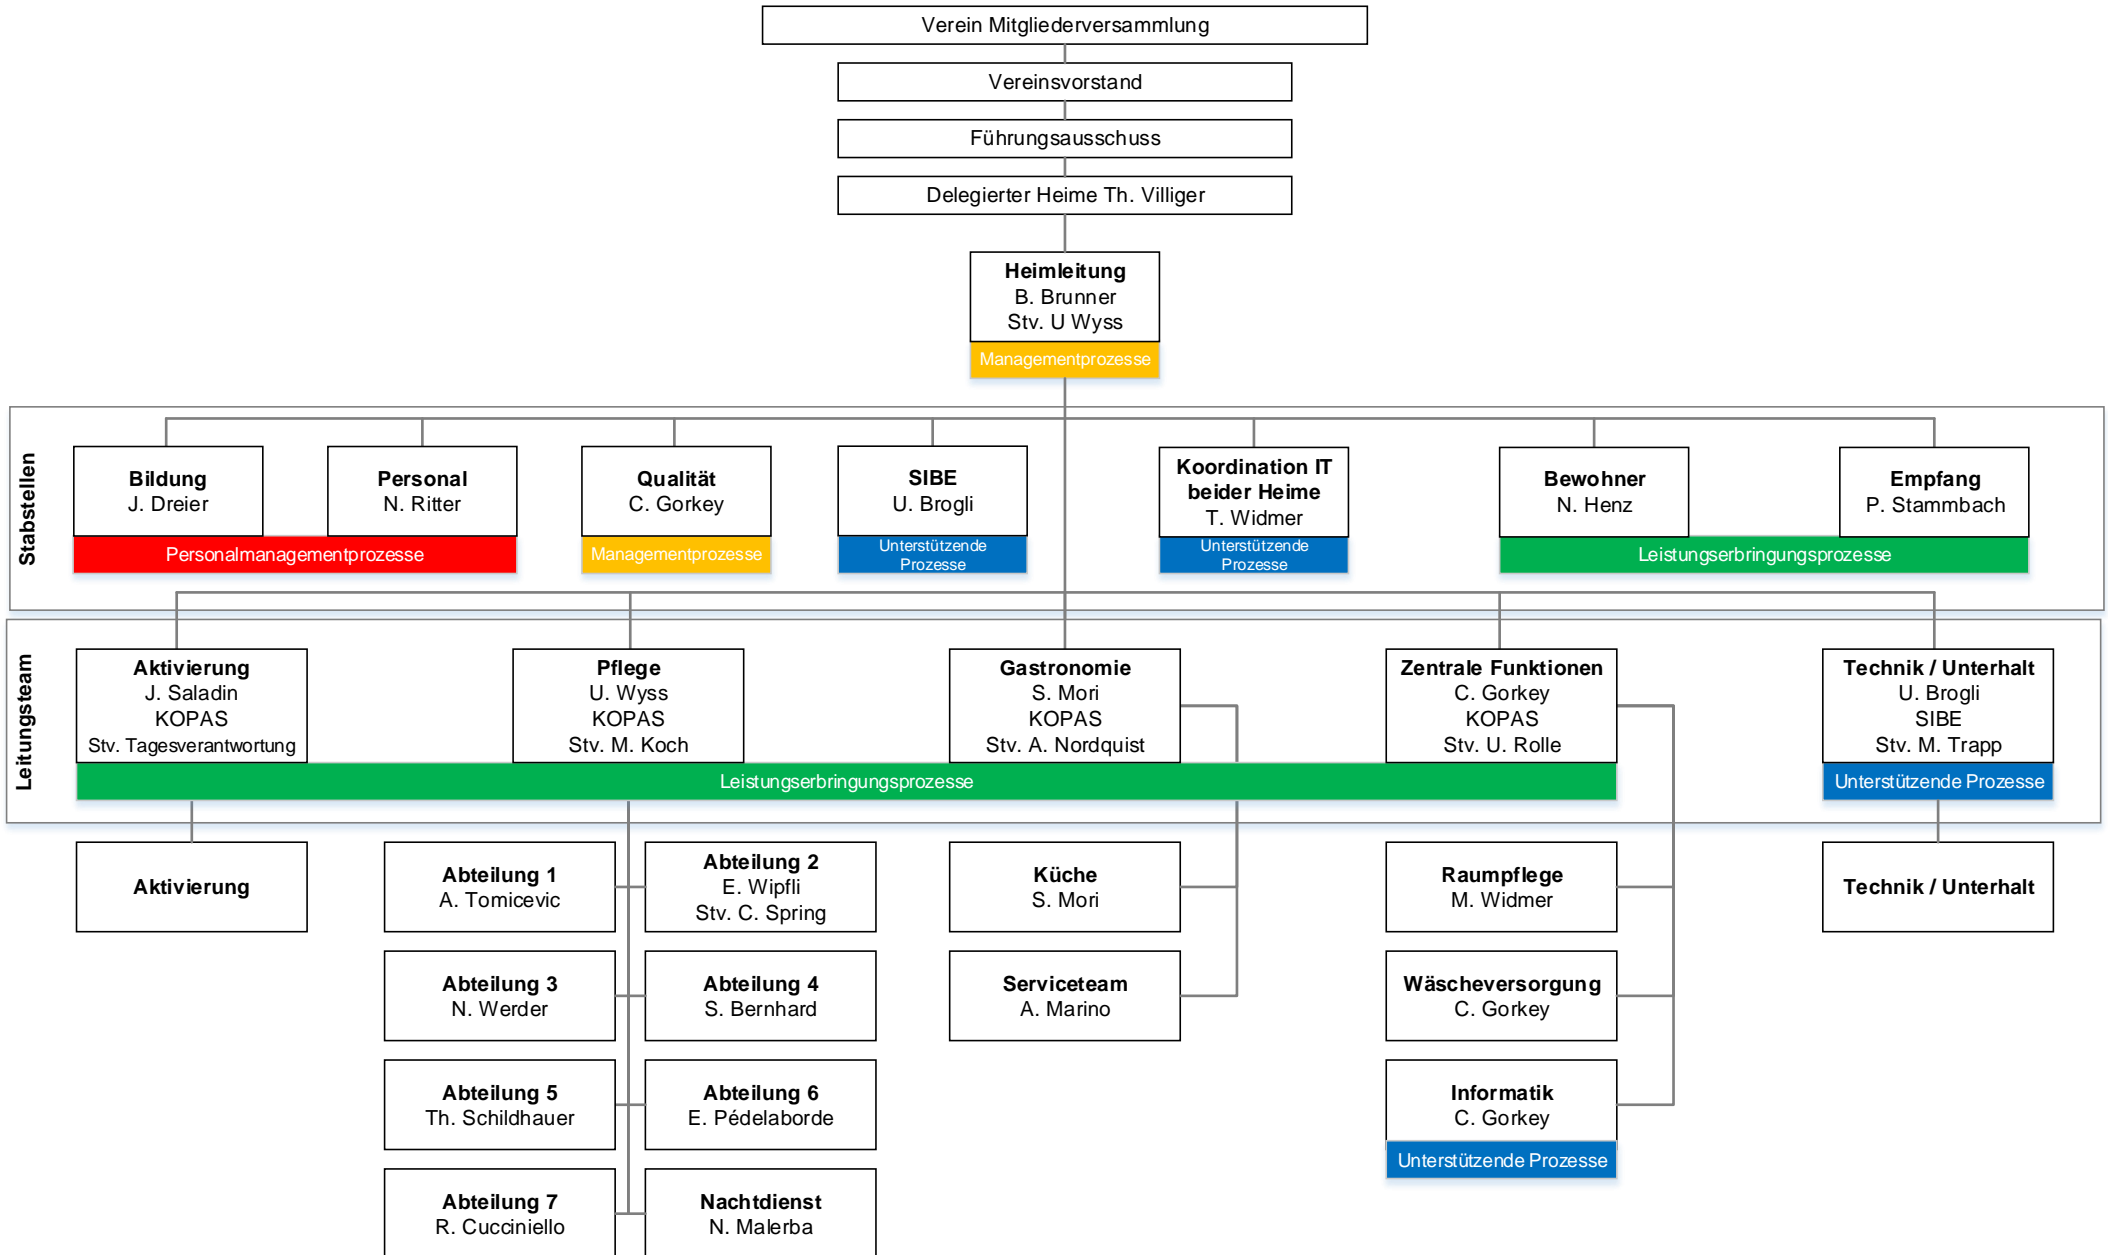 Verein Mitgliederversammlung
Vereinsvorstand
Führungsausschuss
Delegierter Heime Th. Villiger
Heimleitung
B. Brunner
Stv. U Wyss
Managementprozesse
Stabstellen
Bildung
J. Dreier
Personal
N. Ritter
Personalmanagementprozesse
Qualität
C. Gorkey
Managementprozesse
SIBE
U. Brogli
Unterstützende
Prozesse
Koordination IT
beider Heime
T. Widmer
Unterstützende
Prozesse
Bewohner
N. Henz
Empfang
P. Stammbach
Leistungserbringungsprozesse
Leitungsteam
Aktivierung
J. Saladin
KOPAS
Stv. Tagesverantwortung
Pflege
U. Wyss
KOPAS
Stv. M. Koch
Gastronomie
S. Mori
KOPAS
Stv. A. Nordquist
Zentrale Funktionen
C. Gorkey
KOPAS
Stv. U. Rolle
Leistungserbringungsprozesse
Technik / Unterhalt
U. Brogli
SIBE
Stv. M. Trapp
Unterstützende Prozesse
Aktivierung
Abteilung 1
A. Tomicevic
Abteilung 2
E. Wipfli
Stv. C. Spring
Küche
S. Mori
Raumpflege
M. Widmer
Technik / Unterhalt
Abteilung 3
N. Werder
Abteilung 4
S. Bernhard
Serviceteam
A. Marino
Wäscheversorgung
C. Gorkey
Abteilung 5
Th. Schildhauer
Abteilung 6
E. Pédelaborde
Informatik
C. Gorkey
Unterstützende Prozesse
Abteilung 7
R. Cucciniello
Nachtdienst
N. Malerba